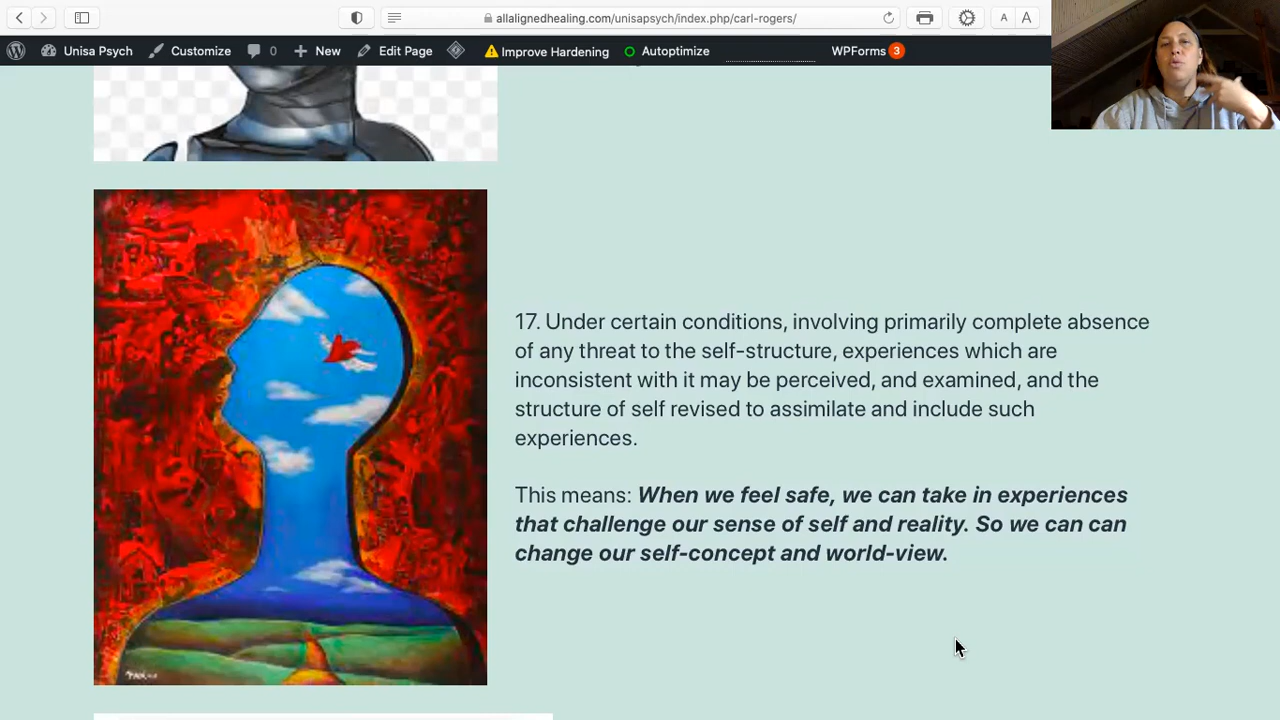 allalignedhealing.com/unisapsych/index.php/carl-rogers/
A A
Unisa Psych Customize 0 New Edit Page Improve Hardening Autoptimize WPForms 3
17. Under certain conditions, involving primarily complete absence
of any threat to the self-structure, experiences which are
inconsistent with it may be perceived, and examined, and the
structure of self revised to assimilate and include such
experiences.
This means: When we feel safe, we can take in experiences
that challenge our sense of self and reality. So we can can
change our self-concept and world-view.